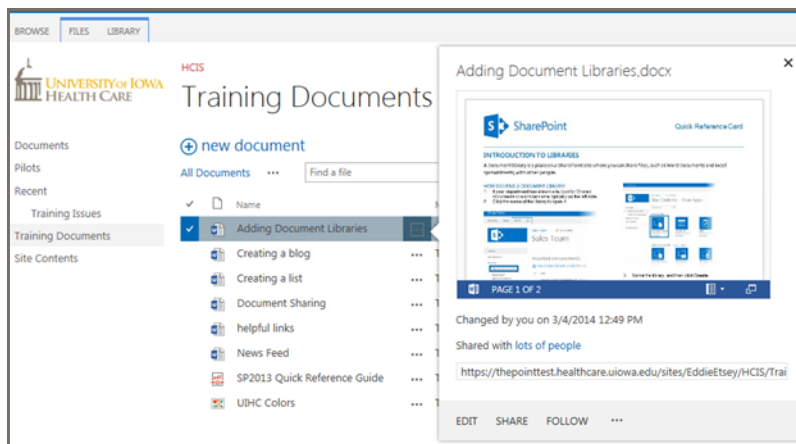 BROWSE FILES LIBRARY
UNIVERSITY OF IOWA
HEALTH CARE
HCIS
Training Documents
Documents
Pilots
Recent
Training Issues
Training Documents
Site Contents
new document
All Documents ... Find a file
Name
Adding Document Libraries ...
Creating a blog ... T
Creating a list ... T
Document Sharing ... T
helpful links ... T
News Feed ... T
SP2013 Quick Reference Guide ... T
UIHC Colors ... T
Adding Document Libraries.docx
SharePoint Quick Reference Card
INTRODUCTION TO LIBRARIES
Sales Team
PAGE 1 OF 2
Changed by you on 3/4/2014 12:49 PM
Shared with lots of people
https://thepointtest.healthcare.uiowa.edu/sites/EddieEtsey/HCIS/Trai
EDIT SHARE FOLLOW ...